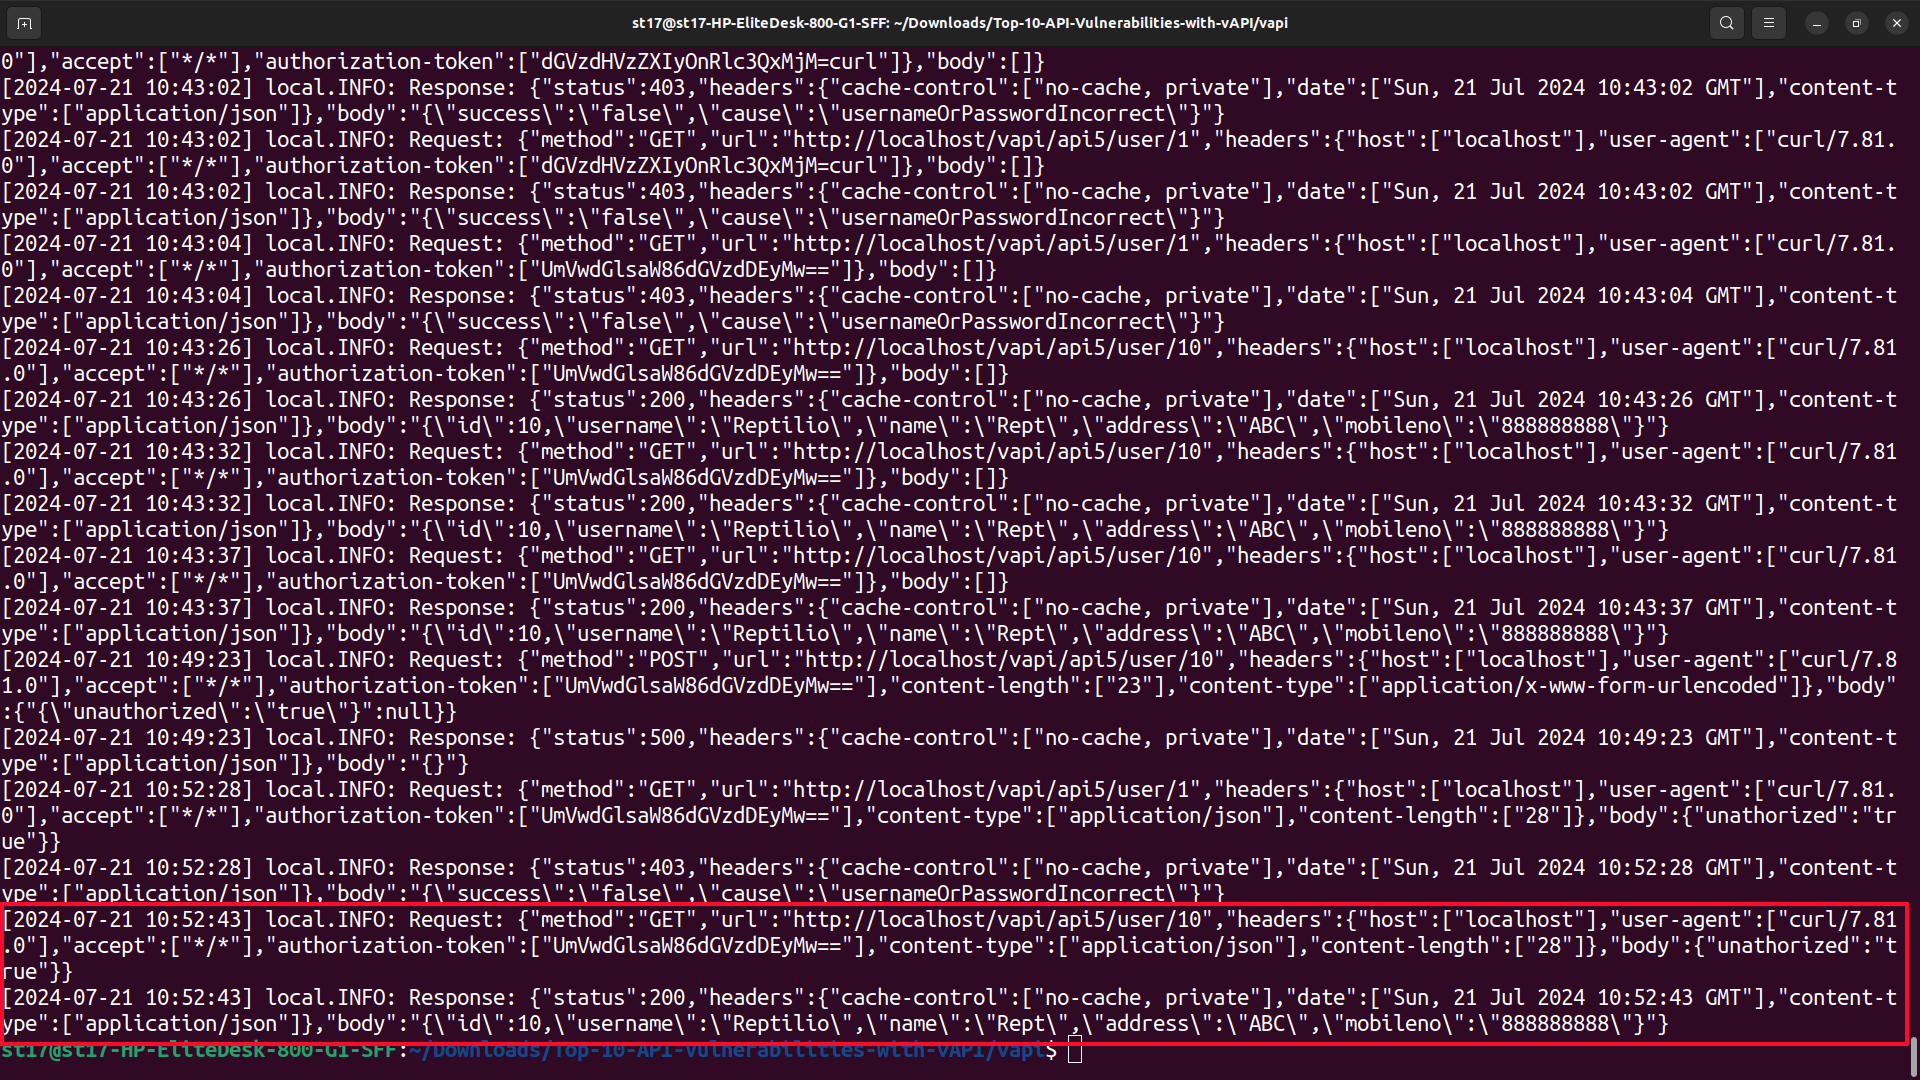 st17@st17-HP-EliteDesk-800-G1-SFF: ~/Downloads/Top-10-API-Vulnerabilities-with-vAPI/vapi
0"],"accept":["*/*"],"authorization-token":["dGVzdHVzZXIyOnRlc3QxMjM=curl"]},"body":[]}
[2024-07-21 10:43:02] local.INFO: Response: {"status":403,"headers":{"cache-control":["no-cache, private"],"date":["Sun, 21 Jul 2024 10:43:02 GMT"],"content-t
ype":["application/json"]},"body":"{\"success\":\"false\",\"cause\":\"usernameOrPasswordIncorrect\"}"}
[2024-07-21 10:43:02] local.INFO: Request: {"method":"GET","url":"http://localhost/vapi/api5/user/1","headers":{"host":["localhost"],"user-agent":["curl/7.81.
0"],"accept":["*/*"],"authorization-token":["dGVzdHVzZXIyOnRlc3QxMjM=curl"]},"body":[]}
[2024-07-21 10:43:02] local.INFO: Response: {"status":403,"headers":{"cache-control":["no-cache, private"],"date":["Sun, 21 Jul 2024 10:43:02 GMT"],"content-t
ype":["application/json"]},"body":"{\"success\":\"false\",\"cause\":\"usernameOrPasswordIncorrect\"}"}
[2024-07-21 10:43:04] local.INFO: Request: {"method":"GET","url":"http://localhost/vapi/api5/user/1","headers":{"host":["localhost"],"user-agent":["curl/7.81.
0"],"accept":["*/*"],"authorization-token":["UmVwdGlsaW86dGVzdDEyMw=="]},"body":[]}
[2024-07-21 10:43:04] local.INFO: Response: {"status":403,"headers":{"cache-control":["no-cache, private"],"date":["Sun, 21 Jul 2024 10:43:04 GMT"],"content-t
ype":["application/json"]},"body":"{\"success\":\"false\",\"cause\":\"usernameOrPasswordIncorrect\"}"}
[2024-07-21 10:43:26] local.INFO: Request: {"method":"GET","url":"http://localhost/vapi/api5/user/10","headers":{"host":["localhost"],"user-agent":["curl/7.81
.0"],"accept":["*/*"],"authorization-token":["UmVwdGlsaW86dGVzdDEyMw=="]},"body":[]}
[2024-07-21 10:43:26] local.INFO: Response: {"status":200,"headers":{"cache-control":["no-cache, private"],"date":["Sun, 21 Jul 2024 10:43:26 GMT"],"content-t
ype":["application/json"]},"body":"{\"id\":10,\"username\":\"Reptilio\",\"name\":\"Rept\",\"address\":\"ABC\",\"mobileno\":\"888888888\"}"}
[2024-07-21 10:43:32] local.INFO: Request: {"method":"GET","url":"http://localhost/vapi/api5/user/10","headers":{"host":["localhost"],"user-agent":["curl/7.81
.0"],"accept":["*/*"],"authorization-token":["UmVwdGlsaW86dGVzdDEyMw=="]},"body":[]}
[2024-07-21 10:43:32] local.INFO: Response: {"status":200,"headers":{"cache-control":["no-cache, private"],"date":["Sun, 21 Jul 2024 10:43:32 GMT"],"content-t
ype":["application/json"]},"body":"{\"id\":10,\"username\":\"Reptilio\",\"name\":\"Rept\",\"address\":\"ABC\",\"mobileno\":\"888888888\"}"}
[2024-07-21 10:43:37] local.INFO: Request: {"method":"GET","url":"http://localhost/vapi/api5/user/10","headers":{"host":["localhost"],"user-agent":["curl/7.81
.0"],"accept":["*/*"],"authorization-token":["UmVwdGlsaW86dGVzdDEyMw=="]},"body":[]}
[2024-07-21 10:43:37] local.INFO: Response: {"status":200,"headers":{"cache-control":["no-cache, private"],"date":["Sun, 21 Jul 2024 10:43:37 GMT"],"content-t
ype":["application/json"]},"body":"{\"id\":10,\"username\":\"Reptilio\",\"name\":\"Rept\",\"address\":\"ABC\",\"mobileno\":\"888888888\"}"}
[2024-07-21 10:49:23] local.INFO: Request: {"method":"POST","url":"http://localhost/vapi/api5/user/10","headers":{"host":["localhost"],"user-agent":["curl/7.8
1.0"],"accept":["*/*"],"authorization-token":["UmVwdGlsaW86dGVzdDEyMw=="],"content-length":["23"],"content-type":["application/x-www-form-urlencoded"]},"body"
:{"{\"unauthorized\":\"true\"}":null}}
[2024-07-21 10:49:23] local.INFO: Response: {"status":500,"headers":{"cache-control":["no-cache, private"],"date":["Sun, 21 Jul 2024 10:49:23 GMT"],"content-t
ype":["application/json"]},"body":"{}"}
[2024-07-21 10:52:28] local.INFO: Request: {"method":"GET","url":"http://localhost/vapi/api5/user/1","headers":{"host":["localhost"],"user-agent":["curl/7.81.
0"],"accept":["*/*"],"authorization-token":["UmVwdGlsaW86dGVzdDEyMw=="],"content-type":["application/json"],"content-length":["28"]},"body":{"unathorized":"tr
ue"}}
[2024-07-21 10:52:28] local.INFO: Response: {"status":403,"headers":{"cache-control":["no-cache, private"],"date":["Sun, 21 Jul 2024 10:52:28 GMT"],"content-t
ype":["application/json"]},"body":"{\"success\":\"false\",\"cause\":\"usernameOrPasswordIncorrect\"}"}
[2024-07-21 10:52:43] local.INFO: Request: {"method":"GET","url":"http://localhost/vapi/api5/user/10","headers":{"host":["localhost"],"user-agent":["curl/7.81
.0"],"accept":["*/*"],"authorization-token":["UmVwdGlsaW86dGVzdDEyMw=="],"content-type":["application/json"],"content-length":["28"]},"body":{"unathorized":"t
rue"}}
[2024-07-21 10:52:43] local.INFO: Response: {"status":200,"headers":{"cache-control":["no-cache, private"],"date":["Sun, 21 Jul 2024 10:52:43 GMT"],"content-t
ype":["application/json"]},"body":"{\"id\":10,\"username\":\"Reptilio\",\"name\":\"Rept\",\"address\":\"ABC\",\"mobileno\":\"888888888\"}"}
st17@st17-HP-EliteDesk-800-G1-SFF:~/Downloads/Top-10-API-Vulnerabilities-with-vAPI/vapi$